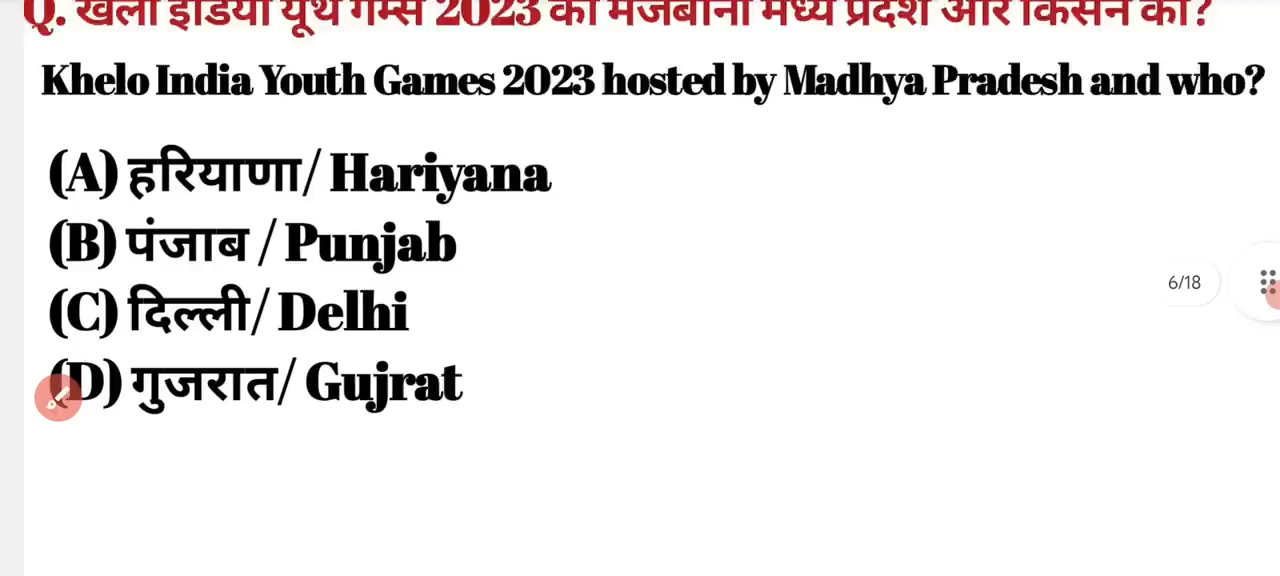 Q. खेलो इंडिया यूथ गेम्स 2023 की मेजबानी मध्य प्रदेश और किसने की?
Khelo India Youth Games 2023 hosted by Madhya Pradesh and who?
(A) हरियाणा/ Hariyana
(B) पंजाब / Punjab
(C) दिल्ली/ Delhi
6/18
(D) गुजरात/ Gujrat